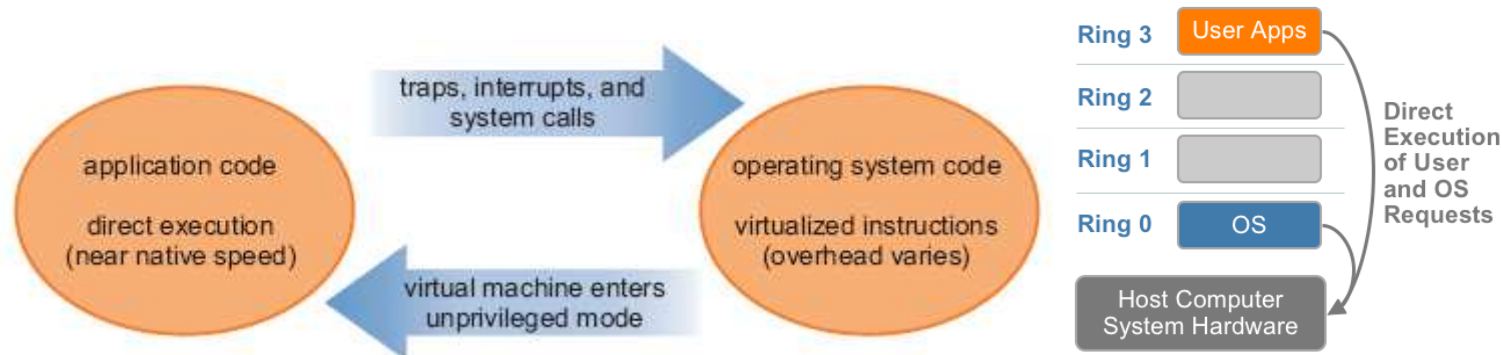 application code
direct execution
(near native speed)
traps, interrupts, and
system calls
virtual machine enters
unprivileged mode
operating system code
virtualized instructions
(overhead varies)
Ring 3
User Apps
Ring 2
Ring 1
Ring 0
OS
Direct
Execution
of User
and OS
Requests
Host Computer
System Hardware